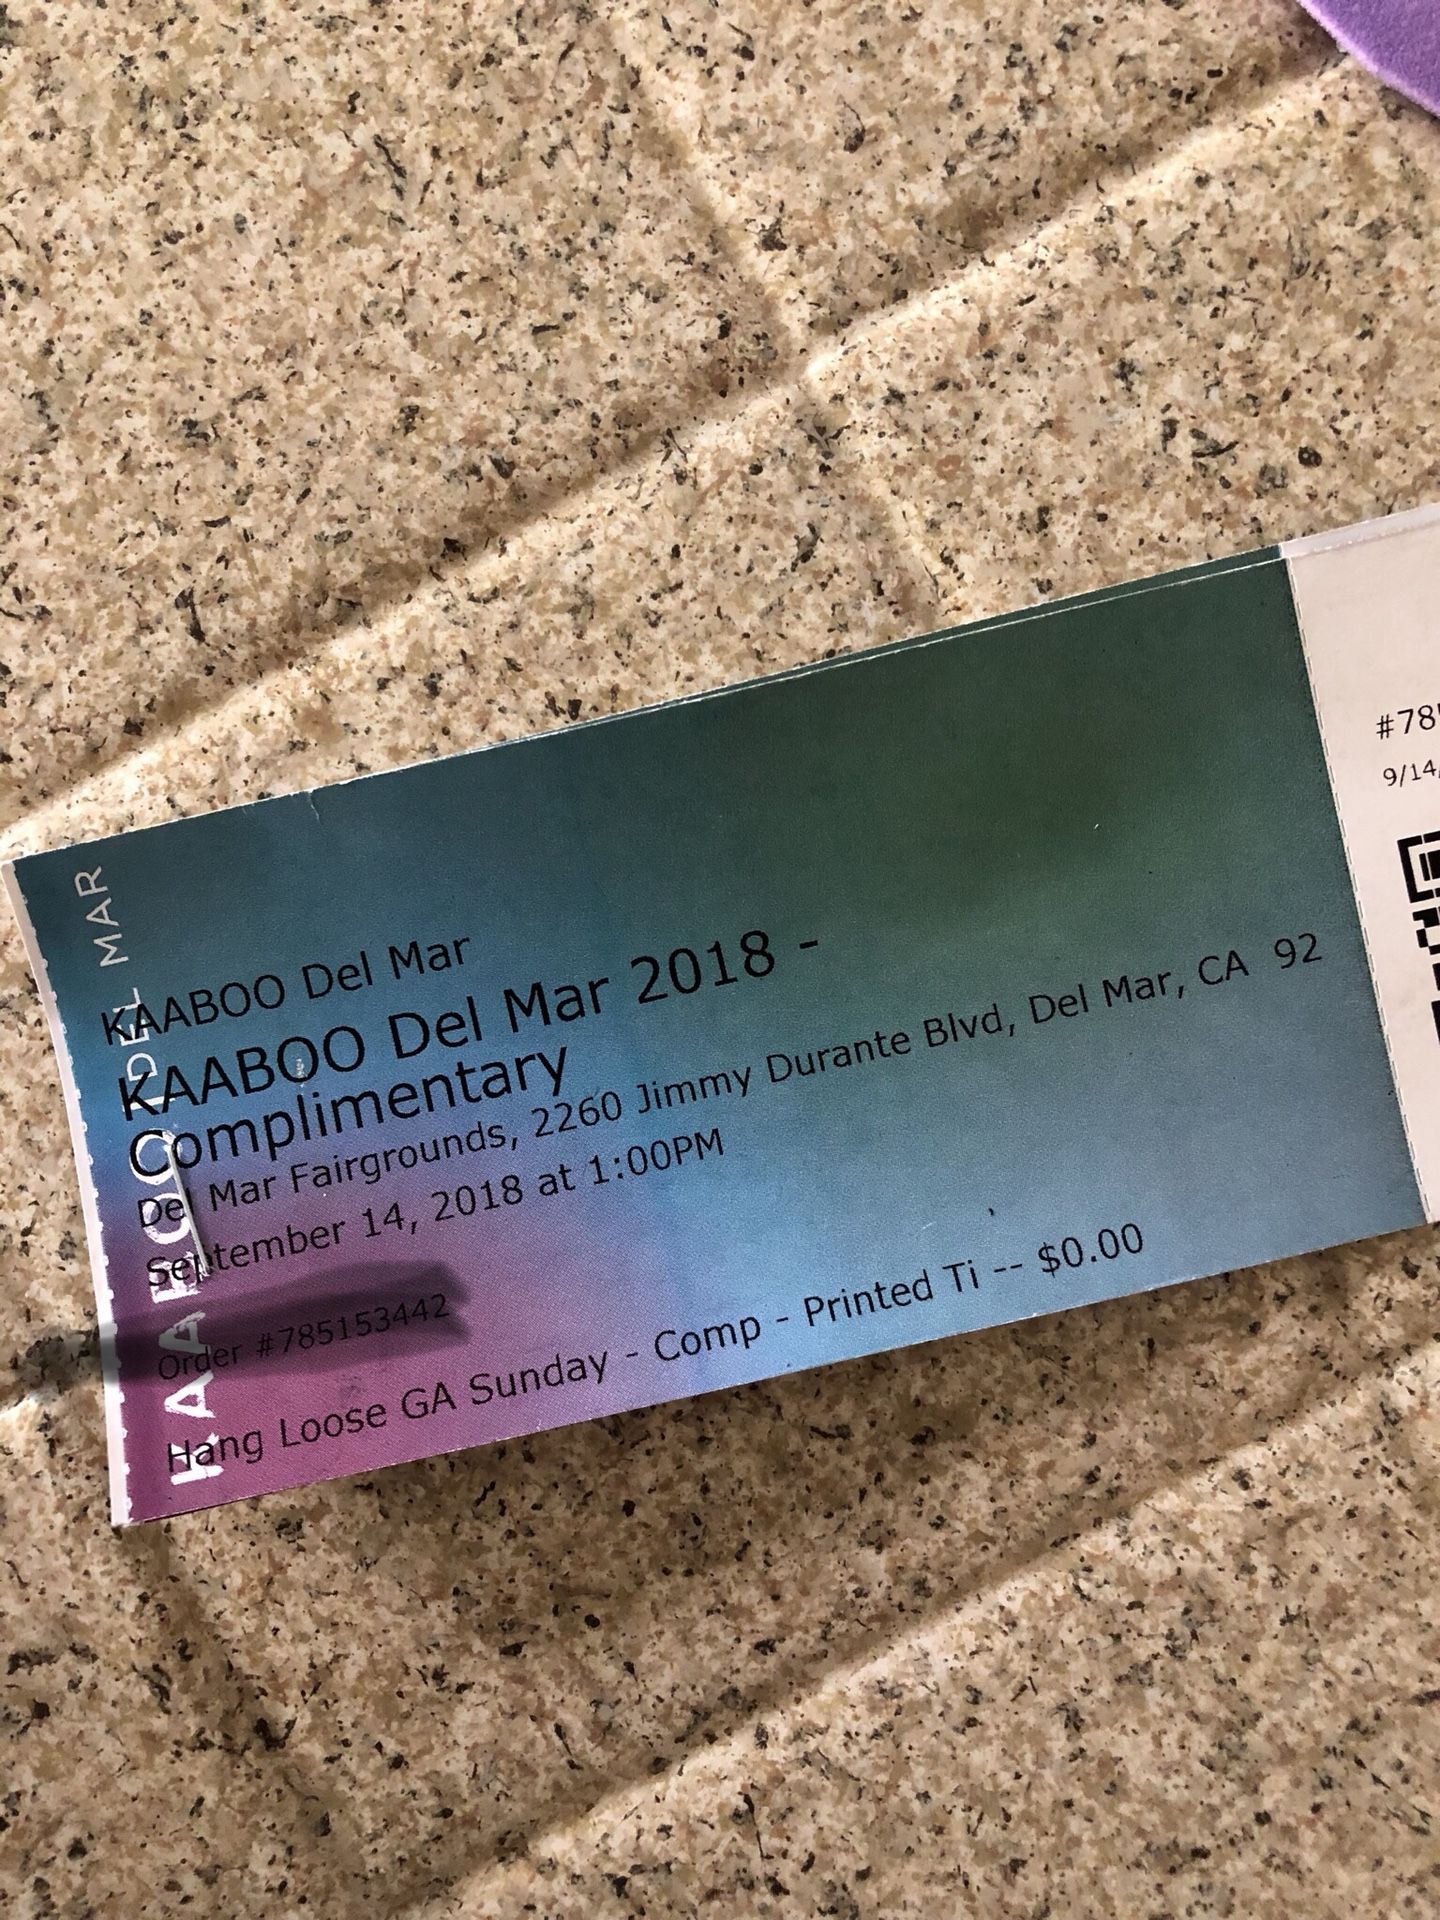 KAABOO DEL MAR
KAABOO Del Mar
KAABOO Del Mar 2018 -
Complimentary
Del Mar Fairgrounds, 2260 Jimmy Durante Blvd, Del Mar, CA 92
September 14, 2018 at 1:00PM
Order #785153442
Hang Loose GA Sunday - Comp - Printed Ti -- $0.00
#78
9/14